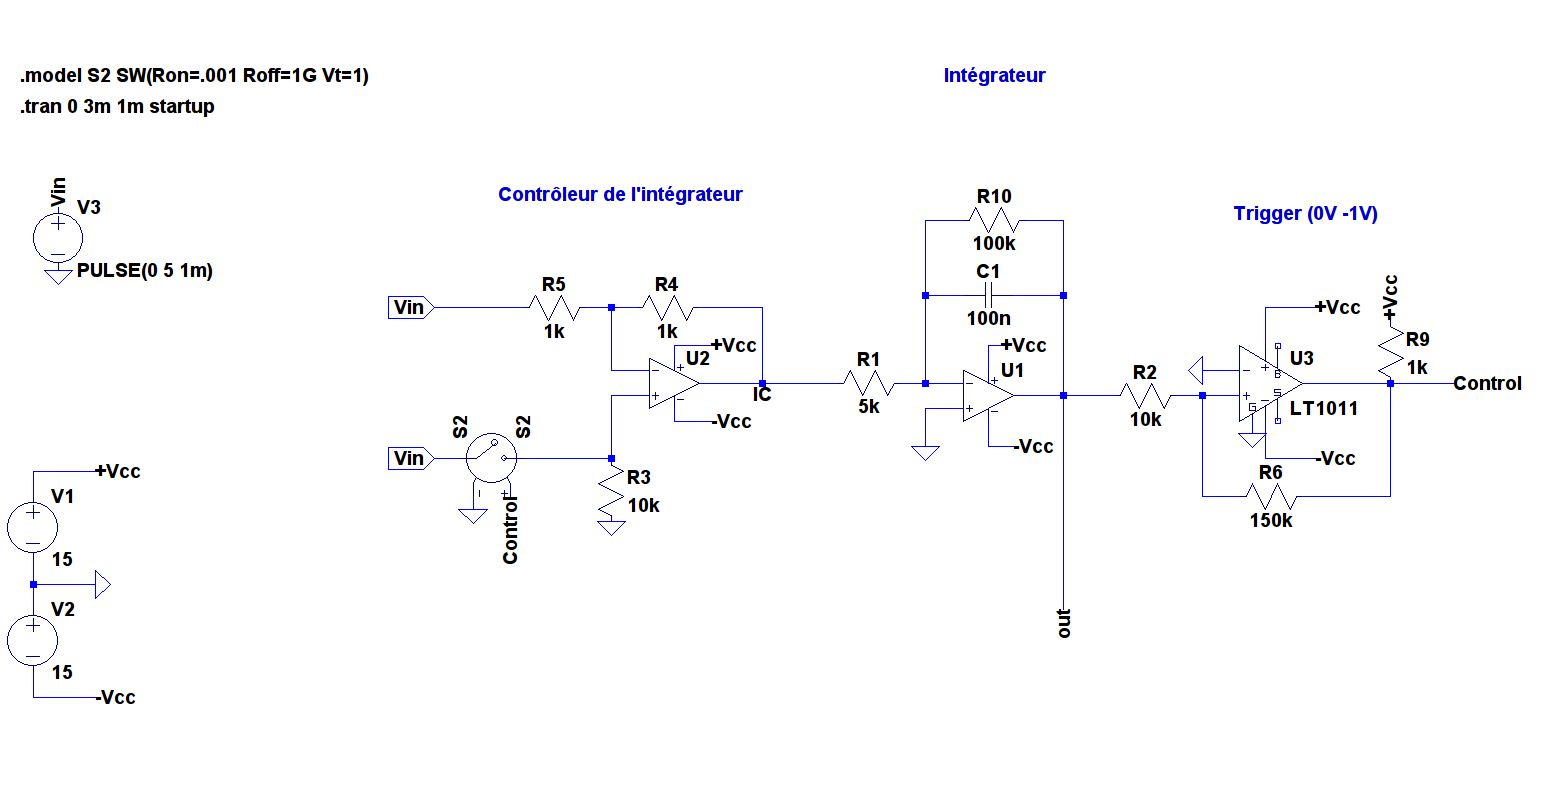 .model S2 SW(Ron=.001 Roff=1G Vt=1)
.tran 0 3m 1m startup
Intégrateur
Contrôleur de l'intégrateur
Trigger (0V -1V)
Vin
V3
PULSE(0 5 1m)
R10
100k
C1
100n
Vin
R5
1k
R4
1k
+Vcc
U2
-Vcc
IC
R1
5k
+Vcc
U1
-Vcc
R2
10k
+Vcc
U3
LT1011
B
S
G
-Vcc
+Vcc
R9
1k
Control
R6
150k
Vin
S2
S2
Control
R3
10k
out
+Vcc
V1
15
V2
15
-Vcc